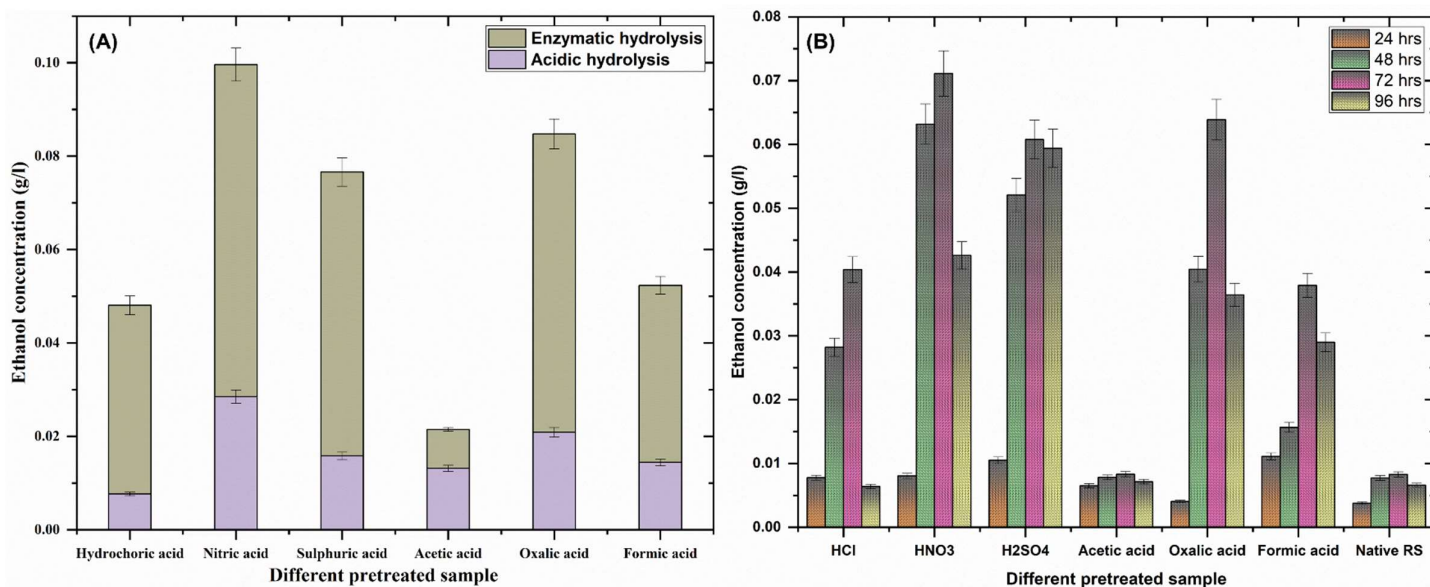 (A)
Enzymatic hydrolysis
Acidic hydrolysis
Ethanol concentration (g/l)
0.10
0.08
0.06
0.04
0.02
0.00
Hydrochoric acid Nitric acid Sulphuric acid Acetic acid Oxalic acid Formic acid
Different pretreated sample
(B)
24 hrs
48 hrs
72 hrs
96 hrs
Ethanol concentration (g/l)
0.08
0.07
0.06
0.05
0.04
0.03
0.02
0.01
0.00
HCl HNO3 H2SO4 Acetic acid Oxalic acid Formic acid Native RS
Different pretreated sample